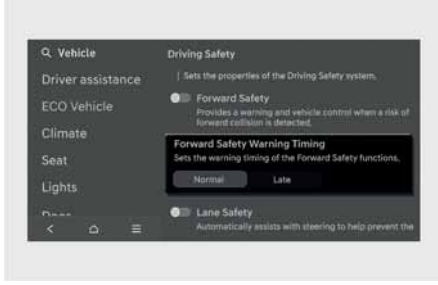 Vehicle
Driver assistance
ECO Vehicle
Climate
Seat
Lights
Driving Safety
Sets the properties of the Driving Safety system.
Forward Safety
Provides a warning and vehicle control when a risk of
forward collision is detected.
Forward Safety Warning Timing
Sets the warning timing of the Forward Safety functions.
Normal
Late
Lane Safety
Automatically assists with steering to help prevent the